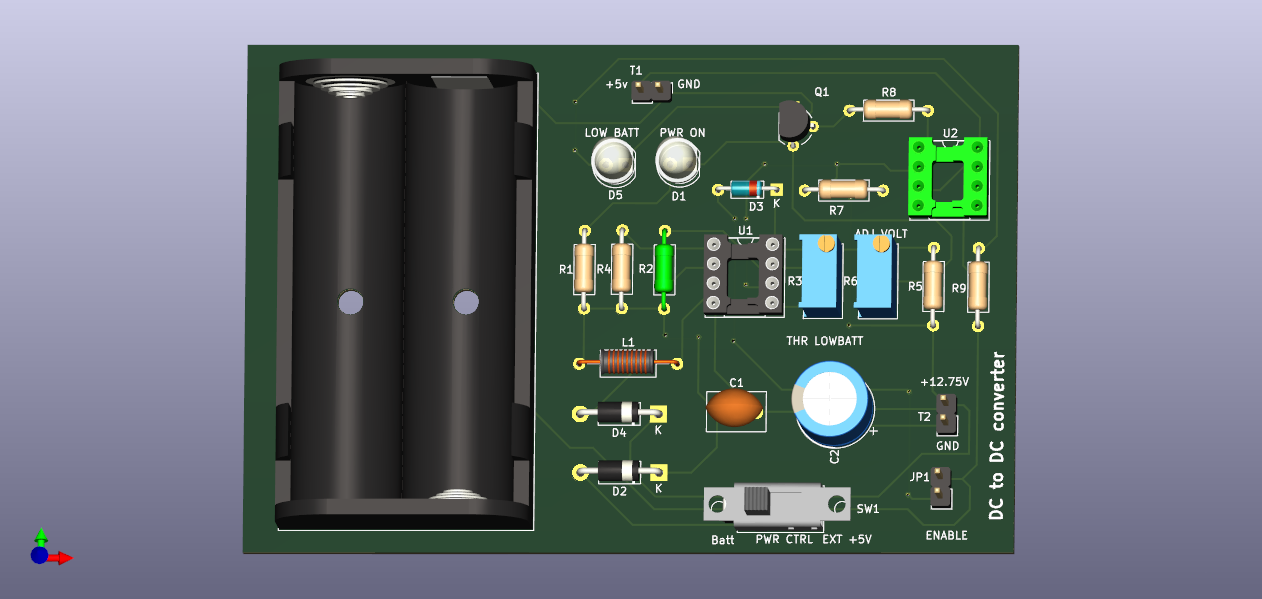 T1
+5v GND
Q1
R8
LOW BATT PWR ON
U2
D5 D1
D3 K
R7
U1
ADJ VOLT
R1 R4 R2
R3 R6 R5 R9
L1
THR LOWBATT
C1
+12.75V
D4 K
T2
C2 +
GND
D2 K
JP1
SW1
Batt PWR CTRL EXT +5V
ENABLE
DC to DC converter